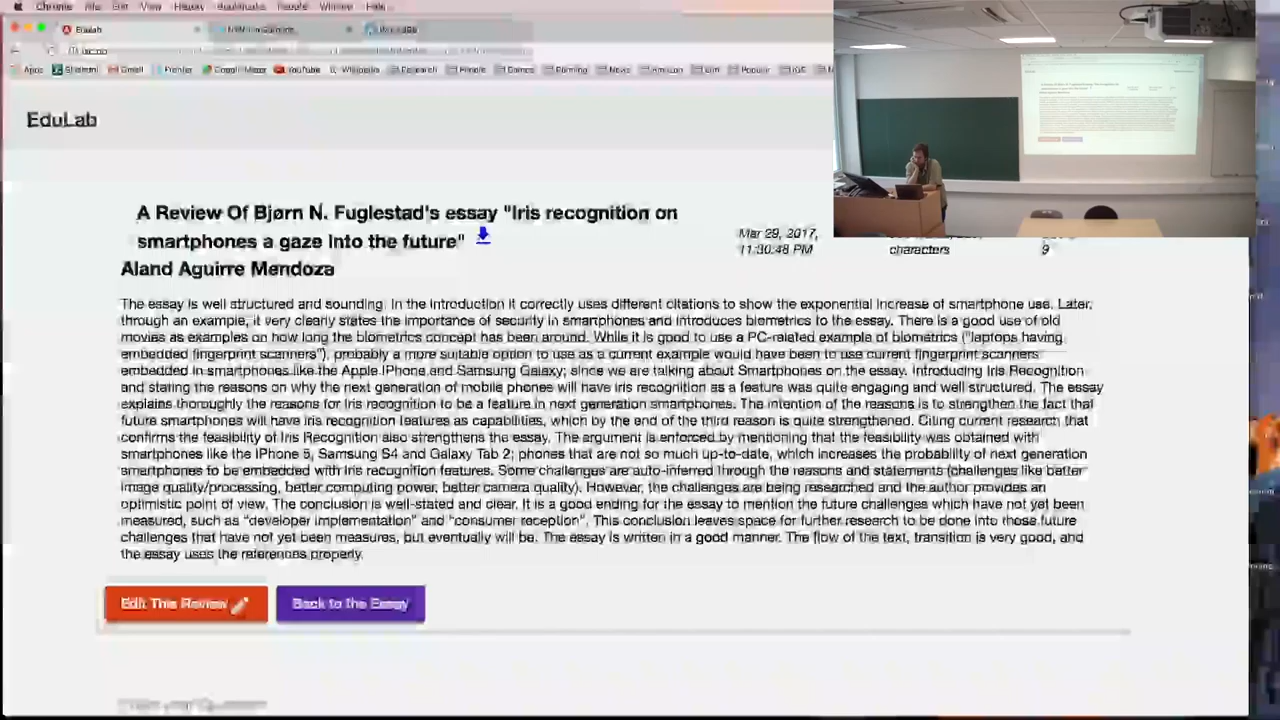 Chrome
EduLab
Apps Gmail Google Maps YouTube Wikipedia Research
EduLab
A Review Of Bjørn N. Fuglestad's essay "Iris recognition on
smartphones a gaze into the future"
Mar 29, 2017,
11:30:48 PM
characters
9
Aland Aguirre Mendoza
The essay is well structured and sounding. In the introduction it correctly uses different citations to show the exponential increase of smartphone use. Later,
through an example, it very clearly states the importance of security in smartphones and introduces biometrics to the essay. There is a good use of old
movies as examples on how long the biometrics concept has been around. While it is good to use a PC-related example of biometrics ("laptops having
embedded fingerprint scanners"), probably a more suitable option to use as a current example would have been to use current fingerprint scanners
embedded in smartphones like the Apple iPhone and Samsung Galaxy; since we are talking about Smartphones on the essay. Introducing Iris Recognition
and stating the reasons on why the next generation of mobile phones will have iris recognition as a feature was quite engaging and well structured. The essay
explains thoroughly the reasons for Iris recognition to be a feature in next generation smartphones. The intention of the reasons is to strengthen the fact that
future smartphones will have iris recognition features as capabilities, which by the end of the third reason is quite strengthened. Citing current research that
confirms the feasibility of Iris Recognition also strengthens the essay. The argument is enforced by mentioning that the feasibility was obtained with
smartphones like the iPhone 5, Samsung S4 and Galaxy Tab 2; phones that are not so much up-to-date, which increases the probability of next generation
smartphones to be embedded with iris recognition features. Some challenges are auto-inferred through the reasons and statements (challenges like better
image quality/processing, better computing power, better camera quality). However, the challenges are being researched and the author provides an
optimistic point of view. The conclusion is well-stated and clear. It is a good ending for the essay to mention the future challenges which have not yet been
measured, such as "developer implementation" and "consumer reception". This conclusion leaves space for further research to be done into those future
challenges that have not yet been measures, but eventually will be. The essay is written in a good manner. The flow of the text, transition is very good, and
the essay uses the references properly.
Edit This Review
Back to the Essay